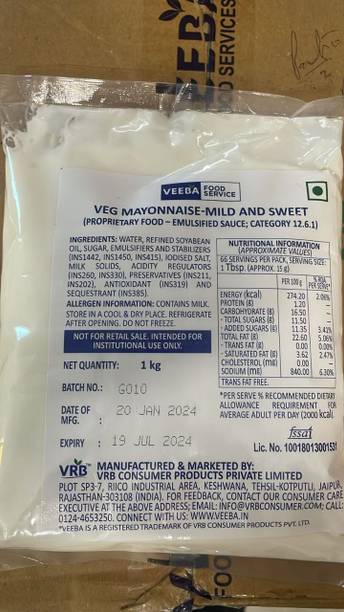 EEBA
FOOD SERVICES
VEEBA FOOD SERVICE
VEG MAYONNAISE-MILD AND SWEET
(PROPRIETARY FOOD – EMULSIFIED SAUCE; CATEGORY 12.6.1)
INGREDIENTS: WATER, REFINED SOYABEAN
OIL, SUGAR, EMULSIFIERS AND STABILIZERS
(INS1442, INS1450, INS415), IODISED SALT,
MILK SOLIDS, ACIDITY REGULATORS
(INS260, INS330), PRESERVATIVES (INS211,
INS202), ANTIOXIDANT (INS319) AND
SEQUESTRANT (INS385).
ALLERGEN INFORMATION: CONTAINS MILK.
STORE IN A COOL & DRY PLACE. REFRIGERATE
AFTER OPENING. DO NOT FREEZE.
NOT FOR RETAIL SALE. INTENDED FOR
INSTITUTIONAL USE ONLY.
NUTRITIONAL INFORMATION
(APPROXIMATE VALUES)
66 SERVINGS PER PACK, SERVING SIZE:
1 Tbsp. (APPROX. 15 g)
PER 100 g %RDA PER SERVE*
ENERGY (kcal) 274.20 2.06%
PROTEIN (g) 1.20 –
CARBOHYDRATE (g) 16.50 –
- TOTAL SUGARS (g) 11.50 –
- ADDED SUGARS (g) 11.35 3.41%
TOTAL FAT (g) 22.60 5.06%
- TRANS FAT (g) 0.00 0.00%
- SATURATED FAT (g) 3.62 2.47%
CHOLESTEROL (mg) 0.00 –
SODIUM (mg) 840.00 6.30%
TRANS FAT FREE.
*PER SERVE % RECOMMENDED DIETARY
ALLOWANCE REQUIREMENT FOR
AVERAGE ADULT PER DAY (2000 kcal).
NET QUANTITY: 1 kg
BATCH NO.: G010
DATE OF MFG. : 20 JAN 2024
EXPIRY : 19 JUL 2024
fssai
Lic. No. 10018013001531
VRB MANUFACTURED & MARKETED BY:
VRB CONSUMER PRODUCTS PRIVATE LIMITED
PLOT SP3-7, RIICO INDUSTRIAL AREA, KESHWANA, TEHSIL-KOTPUTLI, JAIPUR,
RAJASTHAN-303108 (INDIA). FOR FEEDBACK, CONTACT OUR CONSUMER CARE
EXECUTIVE AT THE ABOVE ADDRESS; EMAIL: INFO@VRBCONSUMER.COM; CALL:
0124-4653250. CONNECT WITH US: WWW.VEEBA.IN
*VEEBA IS A REGISTERED TRADEMARK OF VRB CONSUMER PRODUCTS PVT. LTD.